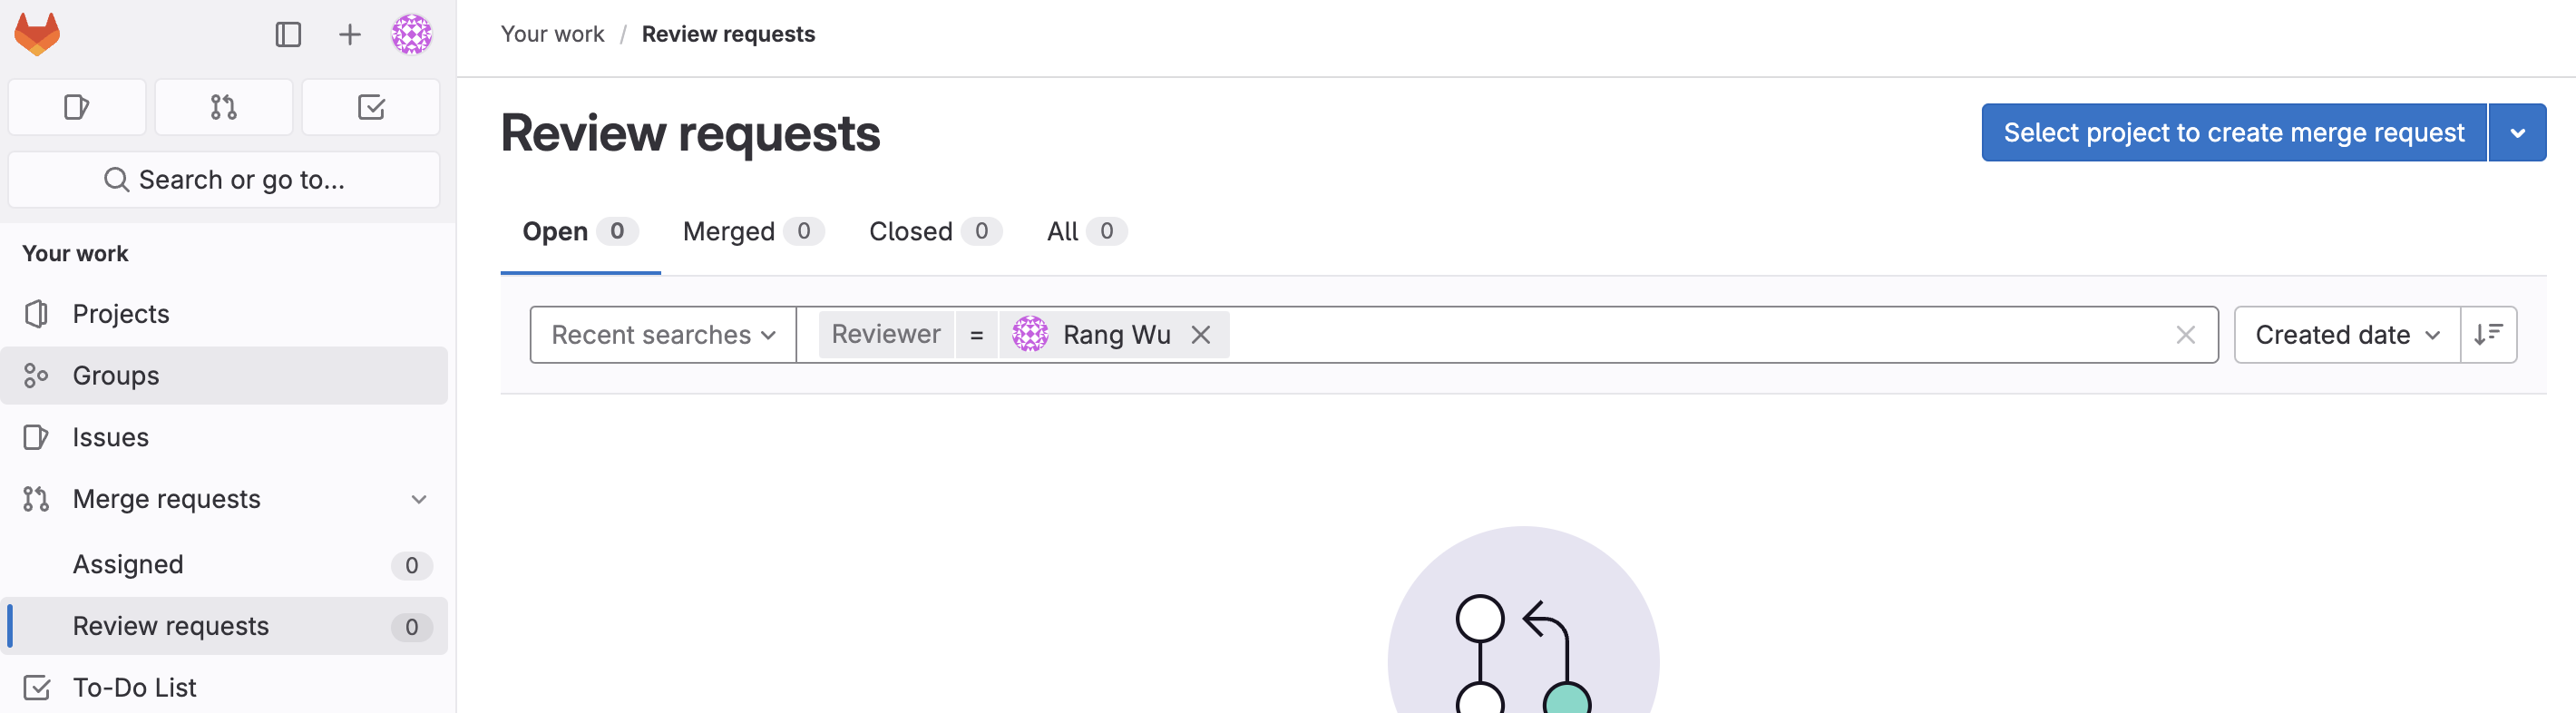 Your work / Review requests
Search or go to...
Your work
Projects
Groups
Issues
Merge requests
Assigned 0
Review requests 0
To-Do List
Review requests
Select project to create merge request
Open 0 Merged 0 Closed 0 All 0
Recent searches Reviewer = Rang Wu Created date